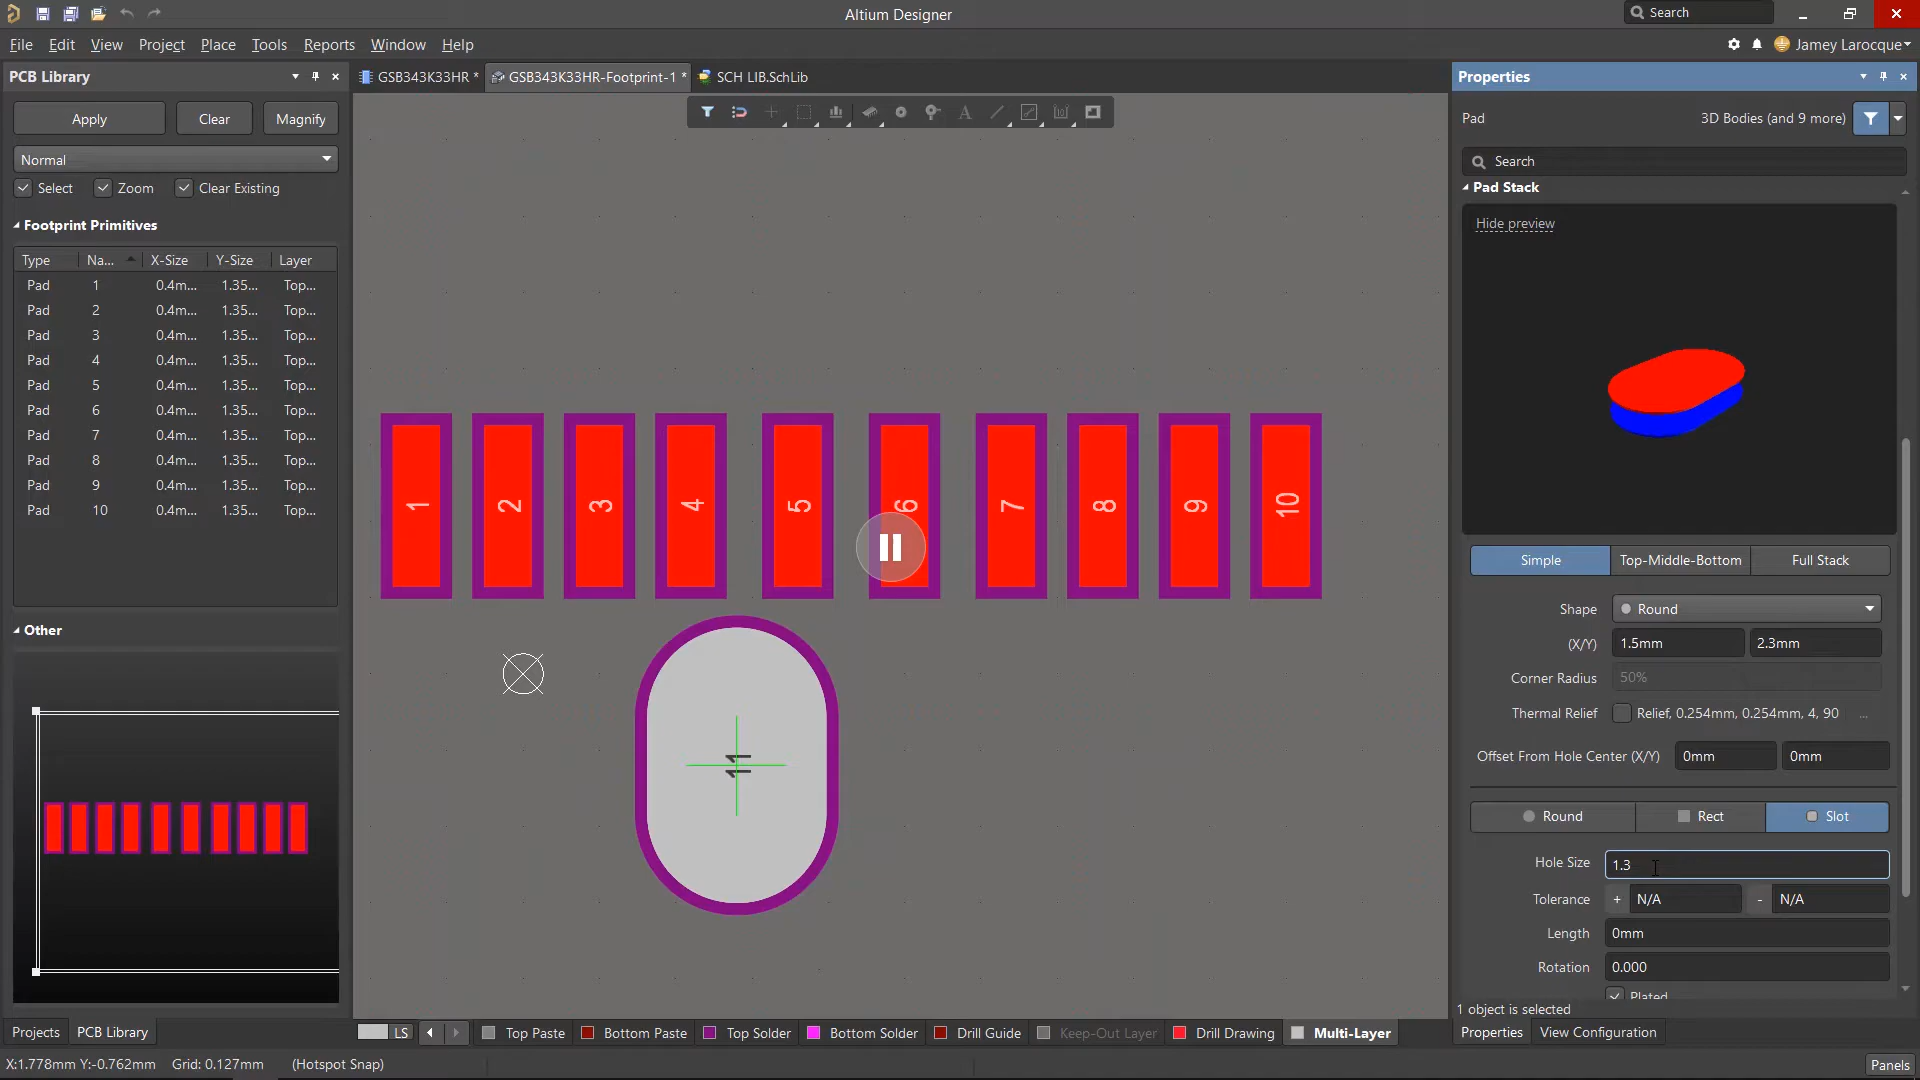 Altium Designer
Search
File Edit View Project Place Tools Reports Window Help
Jamey Larocque
PCB Library
Apply Clear Magnify
Normal
Select Zoom Clear Existing
Footprint Primitives
Type Na... X-Size Y-Size Layer
Pad 1 0.4m... 1.35... Top...
Pad 2 0.4m... 1.35... Top...
Pad 3 0.4m... 1.35... Top...
Pad 4 0.4m... 1.35... Top...
Pad 5 0.4m... 1.35... Top...
Pad 6 0.4m... 1.35... Top...
Pad 7 0.4m... 1.35... Top...
Pad 8 0.4m... 1.35... Top...
Pad 9 0.4m... 1.35... Top...
Pad 10 0.4m... 1.35... Top...
Other
Projects PCB Library
GSB343K33HR * GSB343K33HR-Footprint-1 * SCH LIB.SchLib
1 2 3 4 5 6 7 8 9 10
LS Top Paste Bottom Paste Top Solder Bottom Solder Drill Guide Keep-Out Layer Drill Drawing Multi-Layer
Properties
Pad 3D Bodies (and 9 more)
Search
Pad Stack
Hide preview
Simple Top-Middle-Bottom Full Stack
Shape Round
(X/Y) 1.5mm 2.3mm
Corner Radius 50%
Thermal Relief Relief, 0.254mm, 0.254mm, 4, 90 ...
Offset From Hole Center (X/Y) 0mm 0mm
Round Rect Slot
Hole Size 1.3
Tolerance + N/A - N/A
Length 0mm
Rotation 0.000
Plated
1 object is selected
Properties View Configuration
X:1.778mm Y:-0.762mm Grid: 0.127mm (Hotspot Snap)
Panels